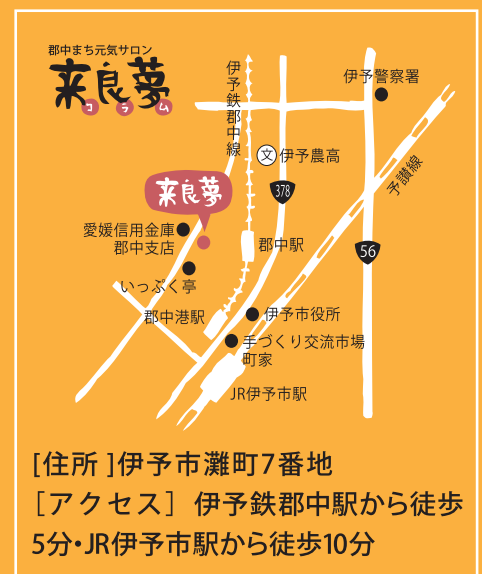 郡中まち元気サロン
来良夢
コラム
伊予鉄郡中線
伊予警察署
文
伊予農高
予讃線
378
来良夢
56
愛媛信用金庫
郡中支店
郡中駅
いっぷく亭
郡中港駅
伊予市役所
手づくり交流市場
町家
JR伊予市駅
[住所]伊予市灘町7番地
［アクセス］伊予鉄郡中駅から徒歩
5分・JR伊予市駅から徒歩10分